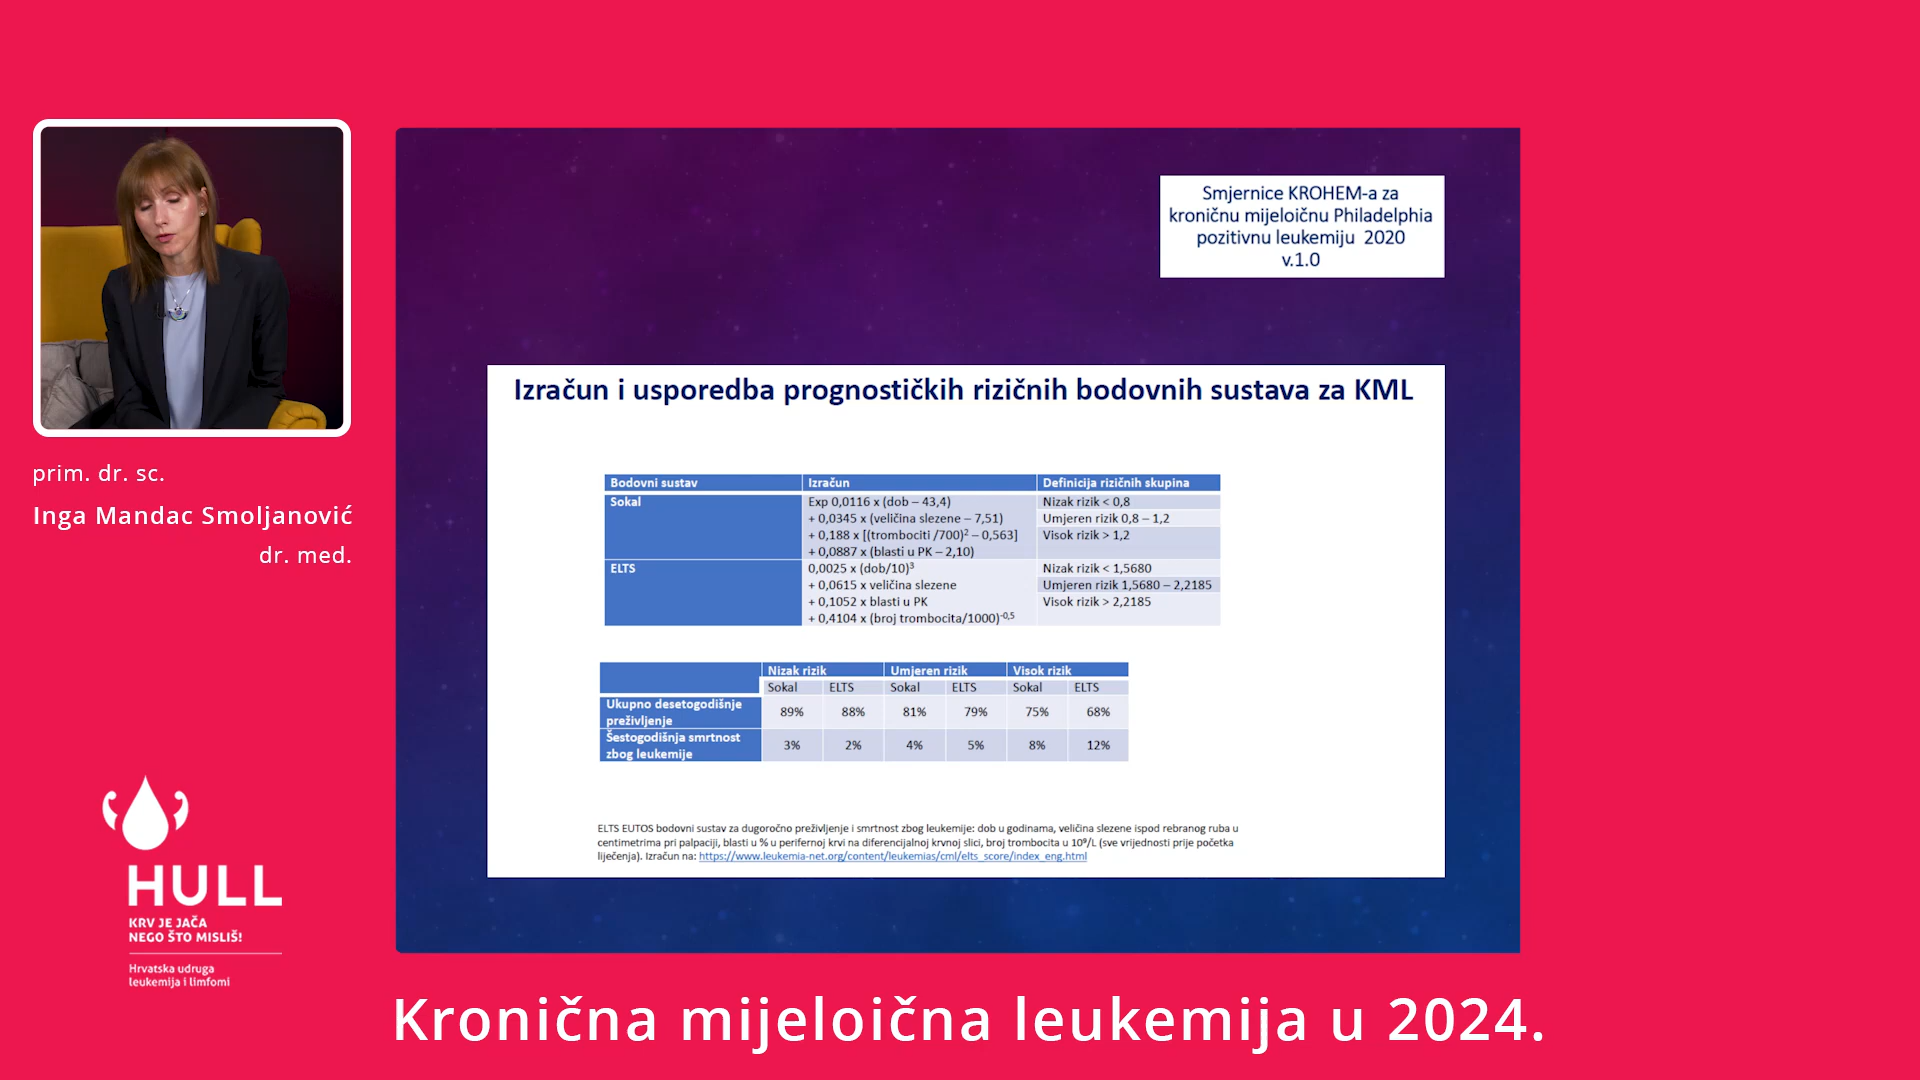 Smjernice KROHEM-a za
kroničnu mijeloičnu Philadelphia
pozitivnu leukemiju 2020
v.1.0
prim. dr. sc.
Inga Mandac Smoljanović
dr. med.
Izračun i usporedba prognostičkih rizičnih bodovnih sustava za KML
Bodovni sustav Izračun Definicija rizičnih skupina
Sokal Exp 0,0116 x (dob – 43,4) Nizak rizik < 0,8
+ 0,0345 x (veličina slezene – 7,51) Umjeren rizik 0,8 – 1,2
+ 0,188 x [(trombociti /700)² – 0,563] Visok rizik > 1,2
+ 0,0887 x (blasti u PK – 2,10)
ELTS 0,0025 x (dob/10)³ Nizak rizik < 1,5680
+ 0,0615 x veličina slezene Umjeren rizik 1,5680 – 2,2185
+ 0,1052 x blasti u PK Visok rizik > 2,2185
+ 0,4104 x (broj trombocita/1000)⁻⁰,⁵
Nizak rizik Umjeren rizik Visok rizik
Sokal ELTS Sokal ELTS Sokal ELTS
Ukupno desetogodišnje
preživljenje 89% 88% 81% 79% 75% 68%
Šestogodišnja smrtnost
zbog leukemije 3% 2% 4% 5% 8% 12%
ELTS EUTOS bodovni sustav za dugoročno preživljenje i smrtnost zbog leukemije: dob u godinama, veličina slezene ispod rebranog ruba u
centimetrima pri palpaciji, blasti u % u perifernoj krvi na diferencijalnoj krvnoj slici, broj trombocita u 10⁹/L (sve vrijednosti prije početka
liječenja). Izračun na: https://www.leukemia-net.org/content/leukemias/cml/elts_score/index_eng.html
HULL
KRV JE JAČA
NEGO ŠTO MISLIŠ!
Hrvatska udruga
leukemija i limfomi
Kronična mijeloična leukemija u 2024.